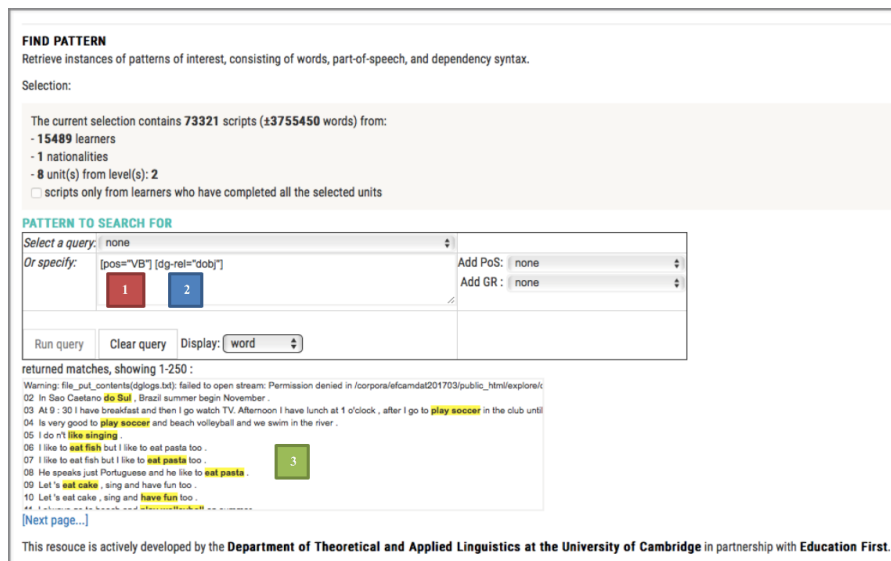 FIND PATTERN
Retrieve instances of patterns of interest, consisting of words, part-of-speech, and dependency syntax.
Selection:
The current selection contains 73321 scripts (±3755450 words) from:
- 15489 learners
- 1 nationalities
- 8 unit(s) from level(s): 2
scripts only from learners who have completed all the selected units
PATTERN TO SEARCH FOR
Select a query: none
Or specify: [pos="VB"] [dg-rel="dobj"] Add PoS: none
Add GR : none
1 2
Run query Clear query Display: word
returned matches, showing 1-250 :
Warning: file_put_contents(dglogs.txt): failed to open stream: Permission denied in /corpora/efcamdat201703/public_html/explore/
02 In Sao Caetano do Sul , Brazil summer begin November .
03 At 9 : 30 I have breakfast and then I go watch TV. Afternoon I have lunch at 1 o'clock , after I go to play soccer in the club until
04 Is very good to play soccer and beach volleyball and we swim in the river .
05 I do n't like singing .
06 I like to eat fish but I like to eat pasta too .
07 I like to eat fish but I like to eat pasta too .
08 He speaks just Portuguese and he like to eat pasta .
09 Let 's eat cake , sing and have fun too .
10 Let 's eat cake , sing and have fun too .
3
[Next page...]
This resouce is actively developed by the Department of Theoretical and Applied Linguistics at the University of Cambridge in partnership with Education First.